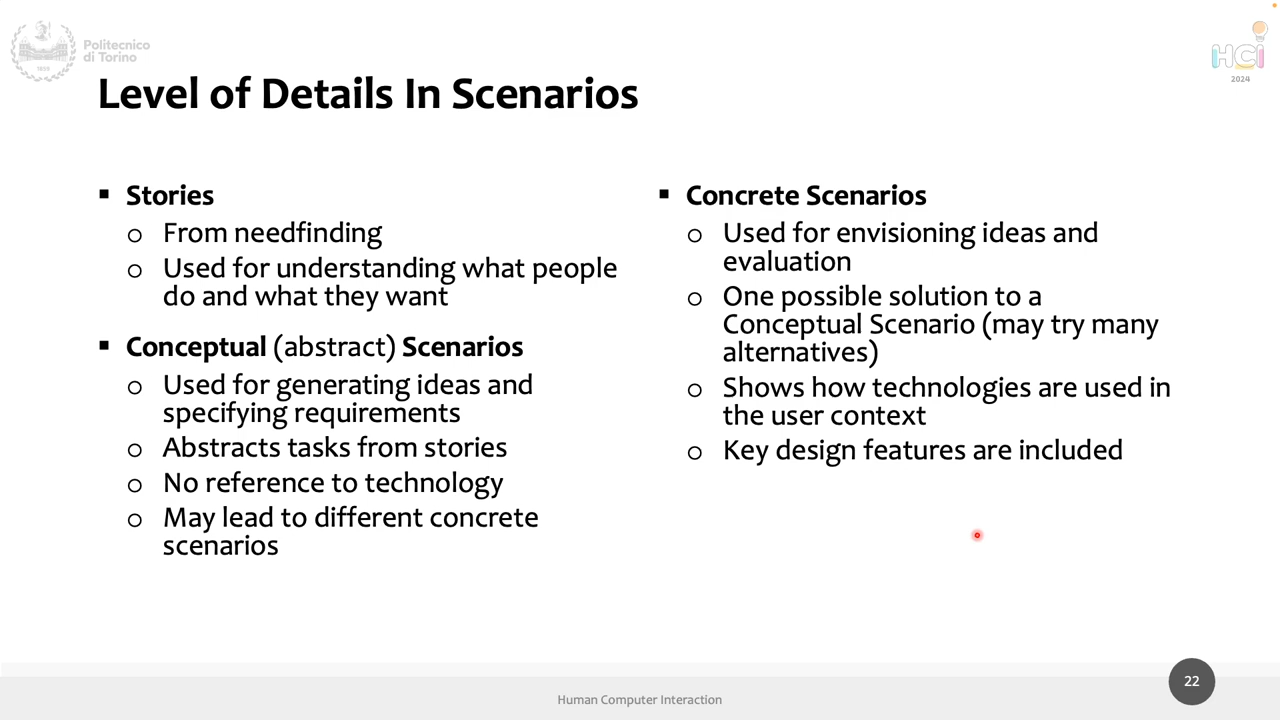 Politecnico
di Torino
1859
HCI
2024
Level of Details In Scenarios
▪ Stories
o From needfinding
o Used for understanding what people
do and what they want
▪ Conceptual (abstract) Scenarios
o Used for generating ideas and
specifying requirements
o Abstracts tasks from stories
o No reference to technology
o May lead to different concrete
scenarios
▪ Concrete Scenarios
o Used for envisioning ideas and
evaluation
o One possible solution to a
Conceptual Scenario (may try many
alternatives)
o Shows how technologies are used in
the user context
o Key design features are included
Human Computer Interaction
22